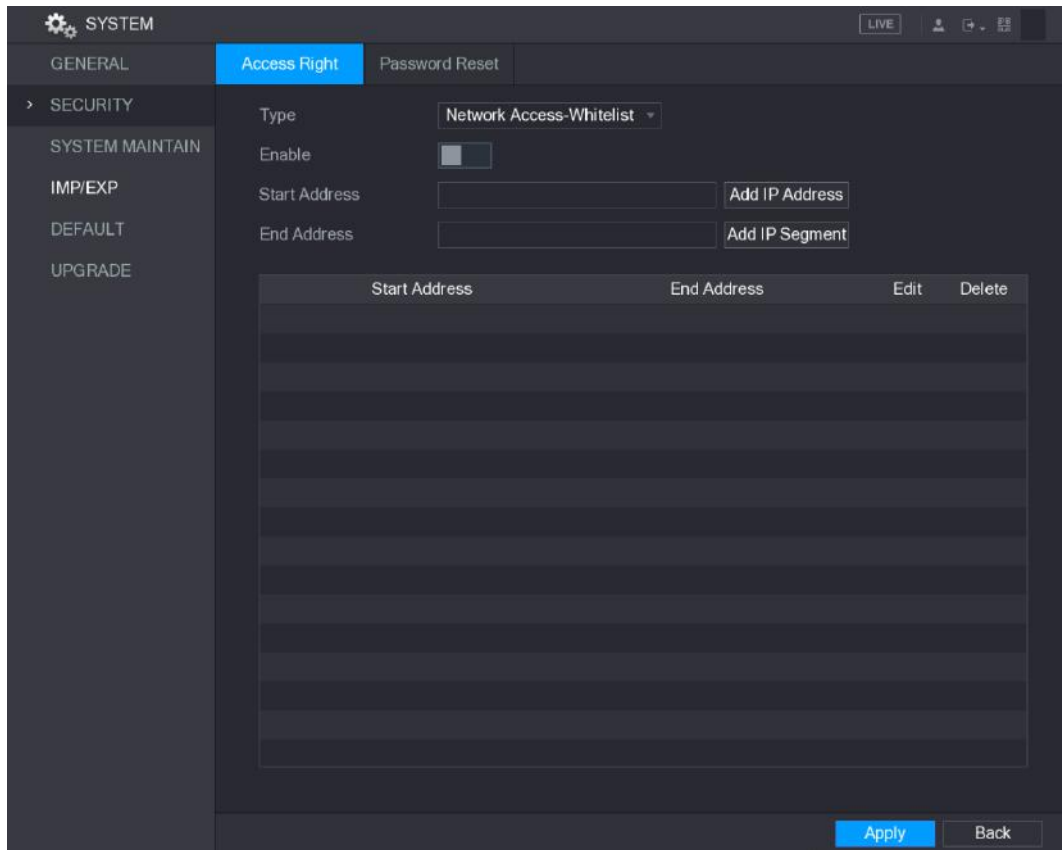 SYSTEM
LIVE
GENERAL
Access Right
Password Reset
> SECURITY
Type
Network Access-Whitelist
SYSTEM MAINTAIN
Enable
IMP/EXP
Start Address
Add IP Address
DEFAULT
End Address
Add IP Segment
UPGRADE
Start Address
End Address
Edit
Delete
Apply
Back